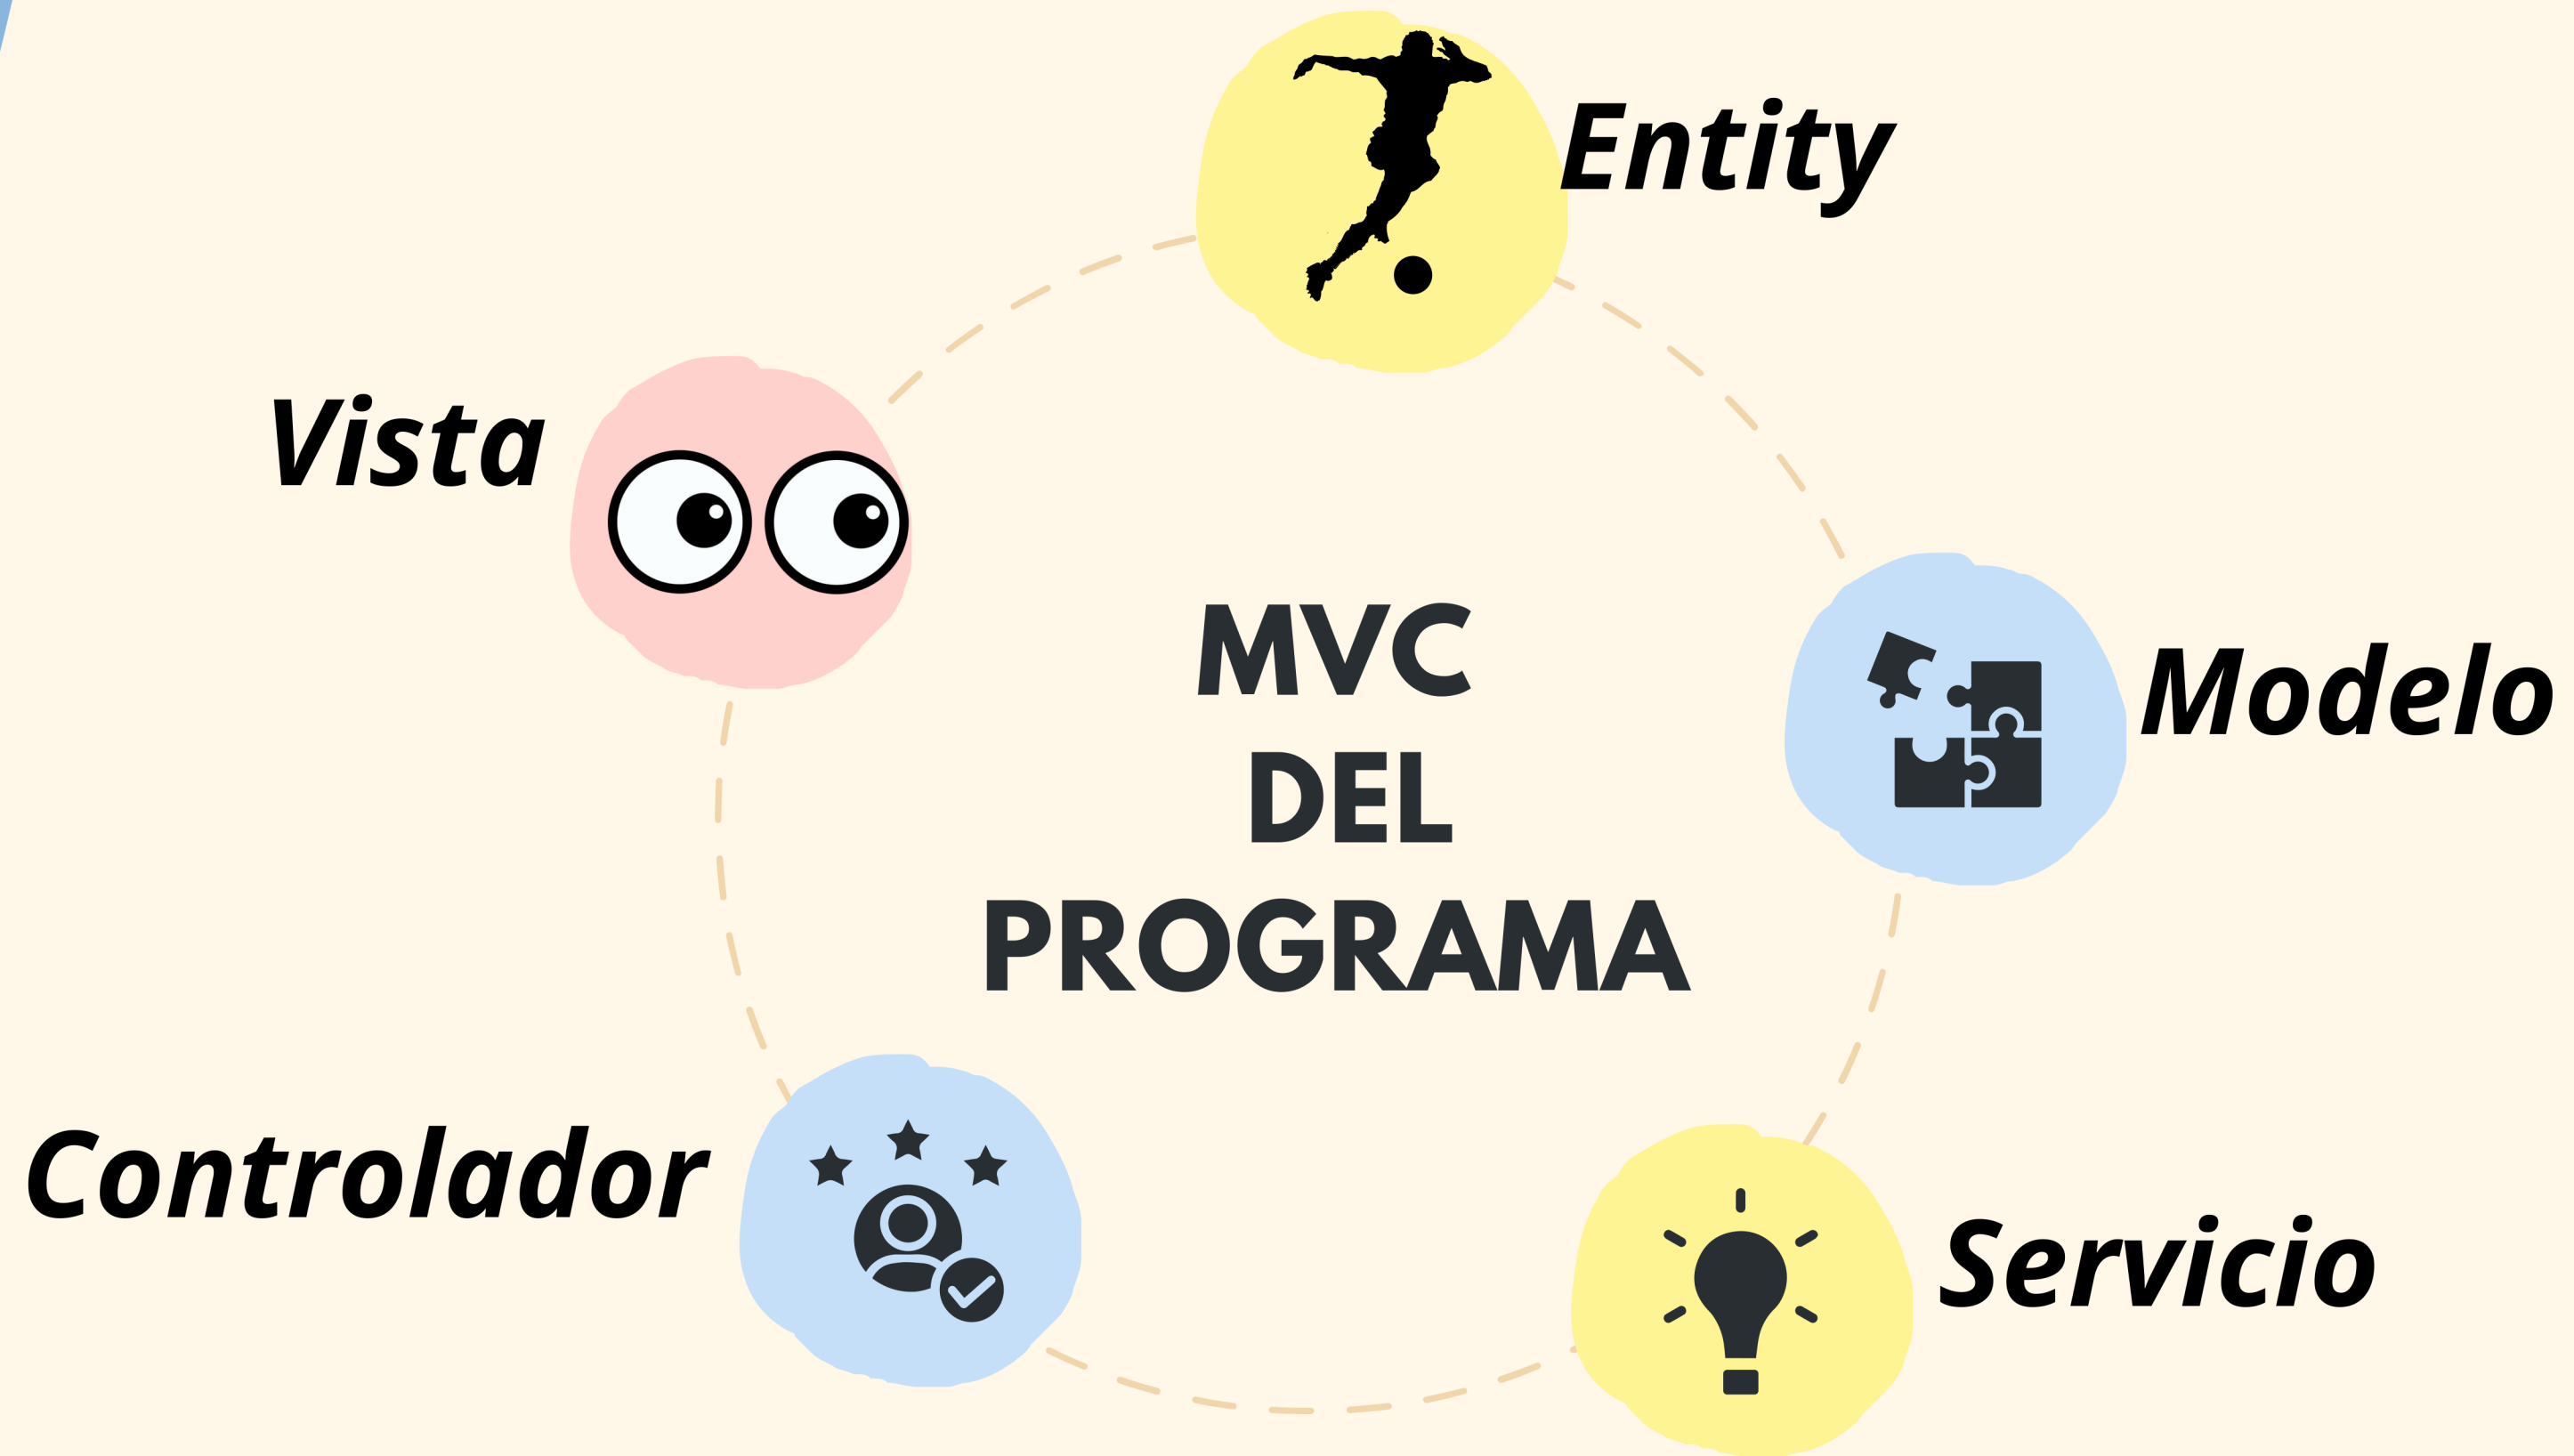 Entity
Vista
Modelo
MVC
DEL
PROGRAMA
Controlador
Servicio